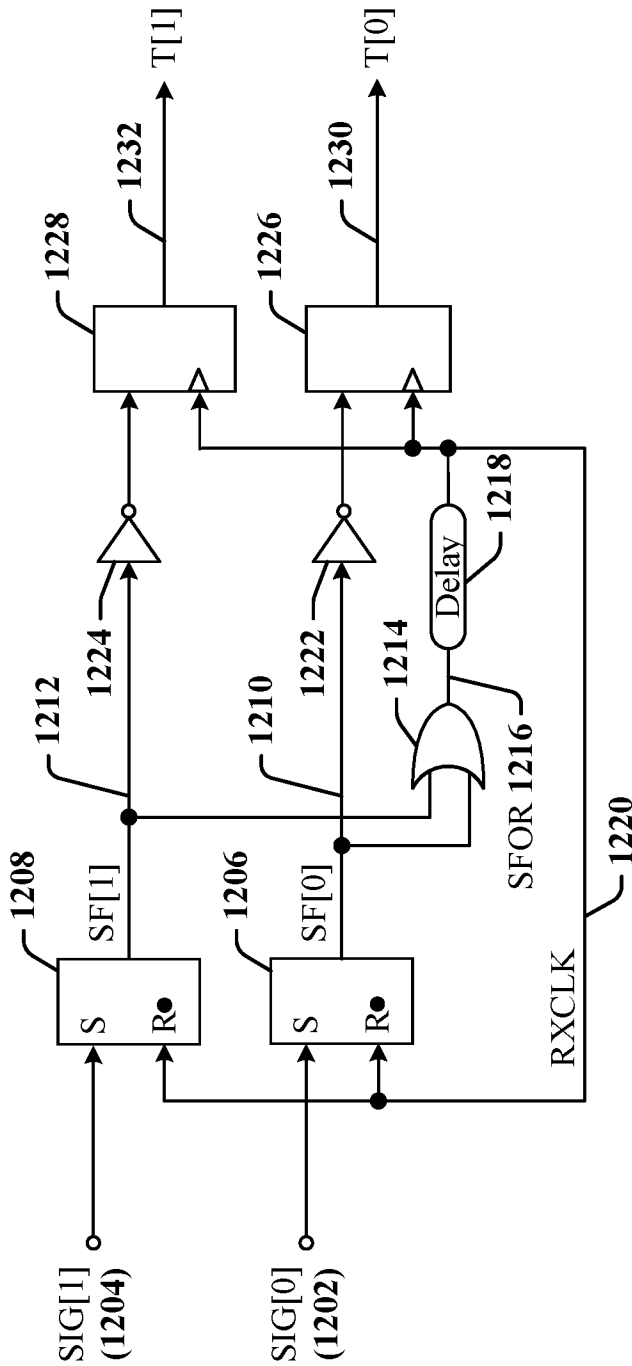 SIG[1]
(1204)
1208
S
R
SF[1]
1212
1224
1228
1232
T[1]
SIG[0]
(1202)
1206
S
R
SF[0]
1210
1222
1226
1230
T[0]
1214
Delay
1218
SFOR 1216
RXCLK
1220